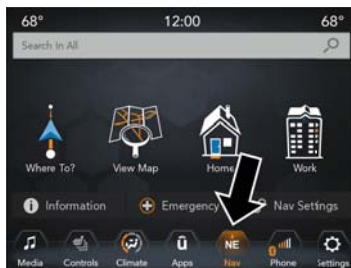 68° 12:00 68°
Search In All
Where To? View Map Home Work
Information Emergency Nav Settings
NE
Media Controls Climate Apps Nav Phone Settings